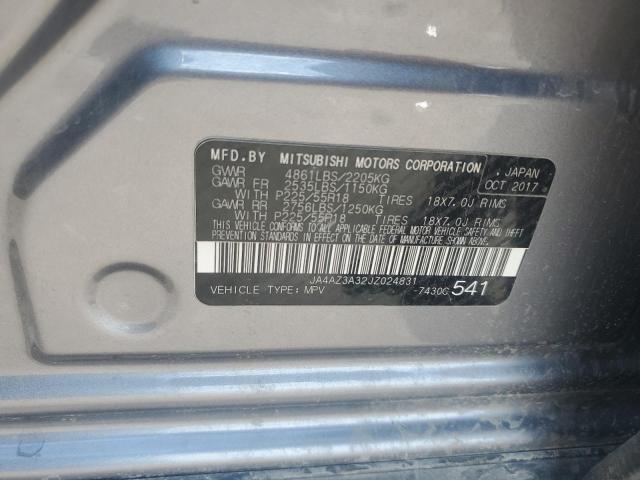 MFD.BY MITSUBISHI MOTORS CORPORATION , JAPAN
GVWR 4861LBS/2205KG OCT 2017
GAWR FR 2535LBS/1150KG
WITH P225/55R18 TIRES 18X7.0J RIMS
GAWR RR 2756LBS/1250KG
WITH P225/55R18 TIRES 18X7.0J RIMS
THIS VEHICLE CONFORMS TO ALL APPLICABLE FEDERAL MOTOR VEHICLE SAFETY AND THEFT
PREVENTION STANDARDS IN EFFECT ON THE DATE OF MANUFACTURE SHOWN ABOVE.
JA4AZ3A32JZ024831
VEHICLE TYPE: MPV -7430C 541